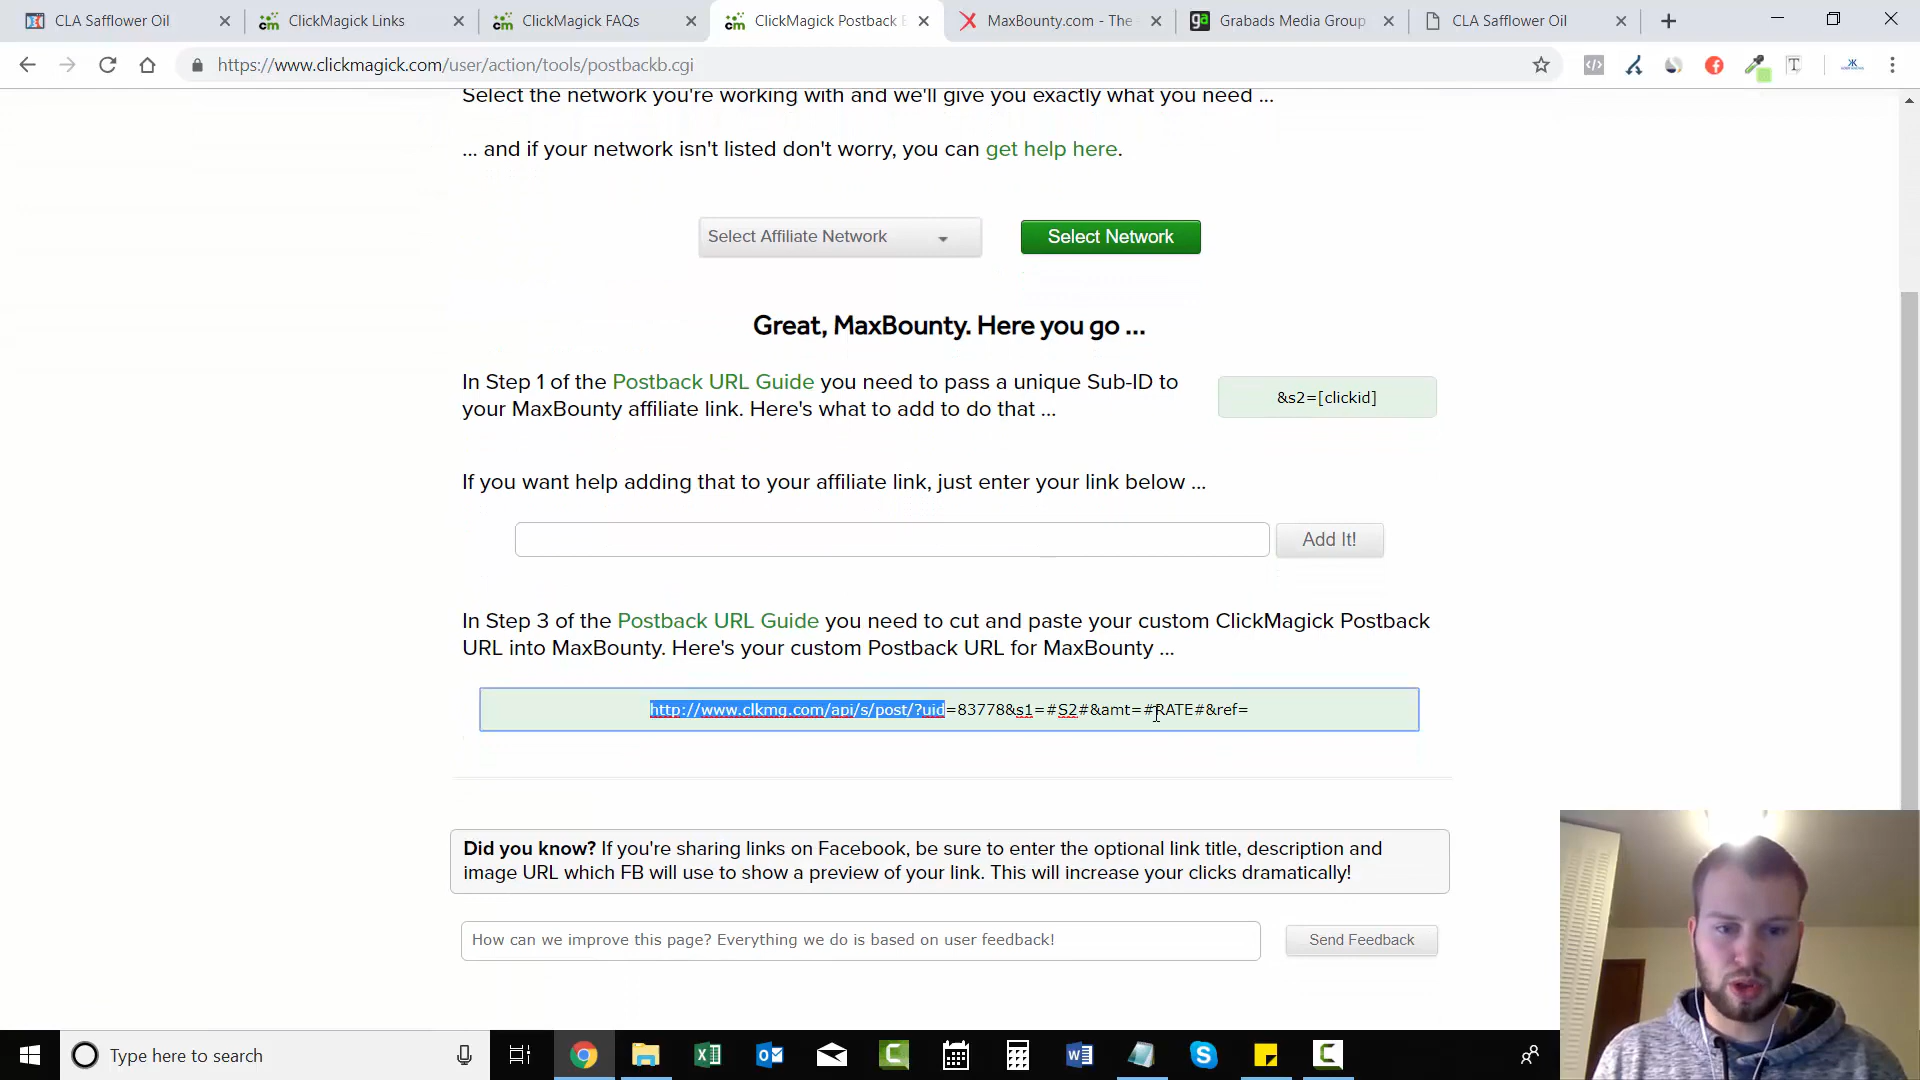 CLA Safflower Oil
ClickMagick Links
ClickMagick FAQs
ClickMagick Postback
MaxBounty.com - The
Grabads Media Group
CLA Safflower Oil
https://www.clickmagick.com/user/action/tools/postbackb.cgi
Select the network you're working with and we'll give you exactly what you need ...
... and if your network isn't listed don't worry, you can get help here.
Select Affiliate Network
Select Network
Great, MaxBounty. Here you go ...
In Step 1 of the Postback URL Guide you need to pass a unique Sub-ID to
your MaxBounty affiliate link. Here's what to add to do that ...
&s2=[clickid]
If you want help adding that to your affiliate link, just enter your link below ...
Add It!
In Step 3 of the Postback URL Guide you need to cut and paste your custom ClickMagick Postback
URL into MaxBounty. Here's your custom Postback URL for MaxBounty ...
http://www.clkmg.com/api/s/post/?uid=83778&s1=#S2#&amt=#RATE#&ref=
Did you know? If you're sharing links on Facebook, be sure to enter the optional link title, description and
image URL which FB will use to show a preview of your link. This will increase your clicks dramatically!
How can we improve this page? Everything we do is based on user feedback!
Send Feedback
Type here to search